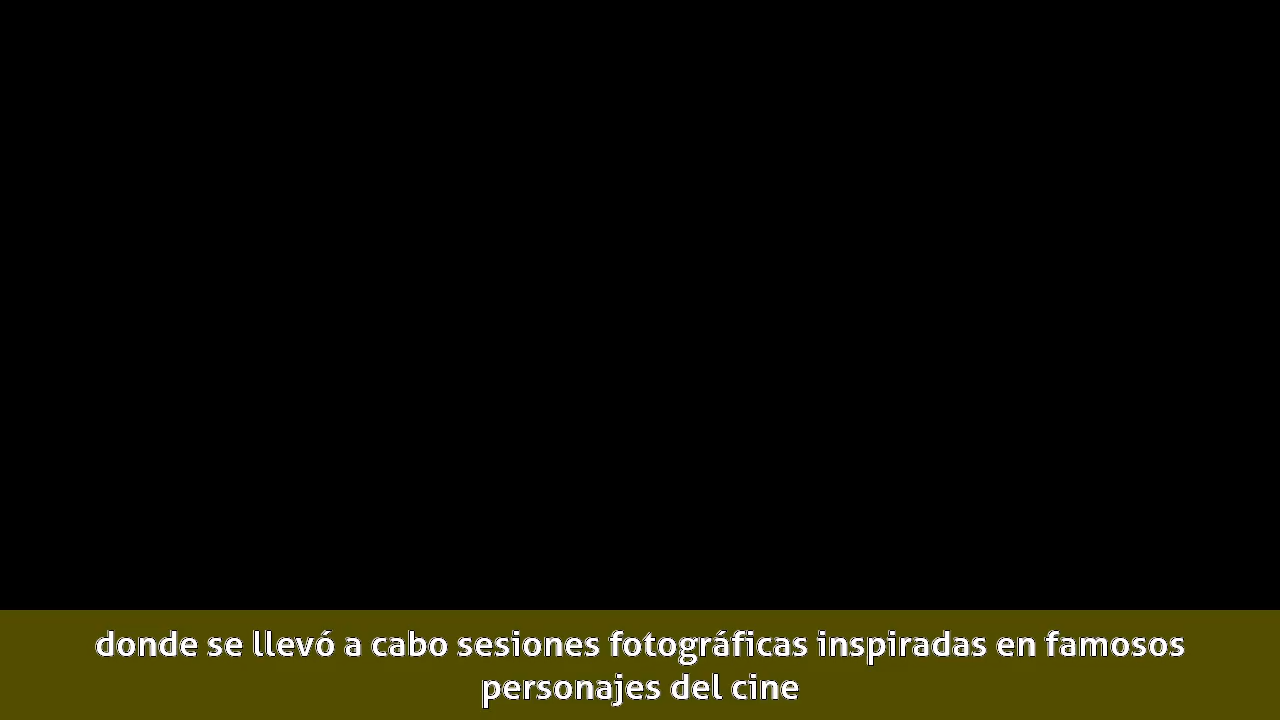 donde se llevó a cabo sesiones fotográficas inspiradas en famosos
personajes del cine